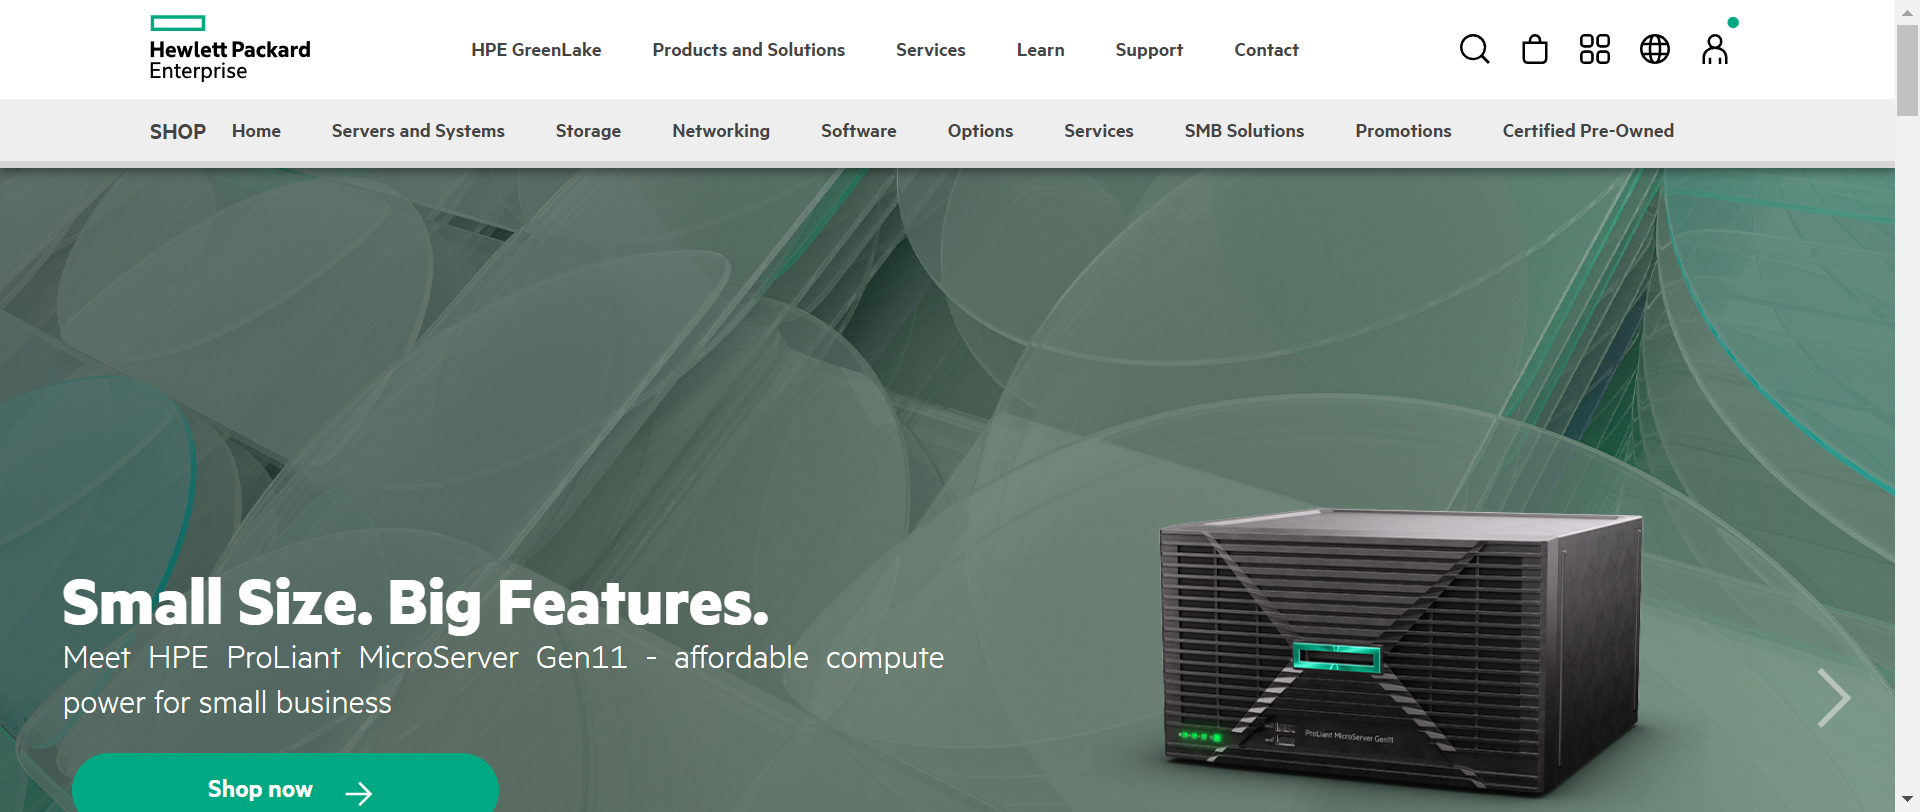 Hewlett Packard
Enterprise
HPE GreenLake Products and Solutions Services Learn Support Contact
SHOP Home Servers and Systems Storage Networking Software Options Services SMB Solutions Promotions Certified Pre-Owned
Small Size. Big Features.
Meet HPE ProLiant MicroServer Gen11 - affordable compute
power for small business
ProLiant MicroServer Gen11
Shop now